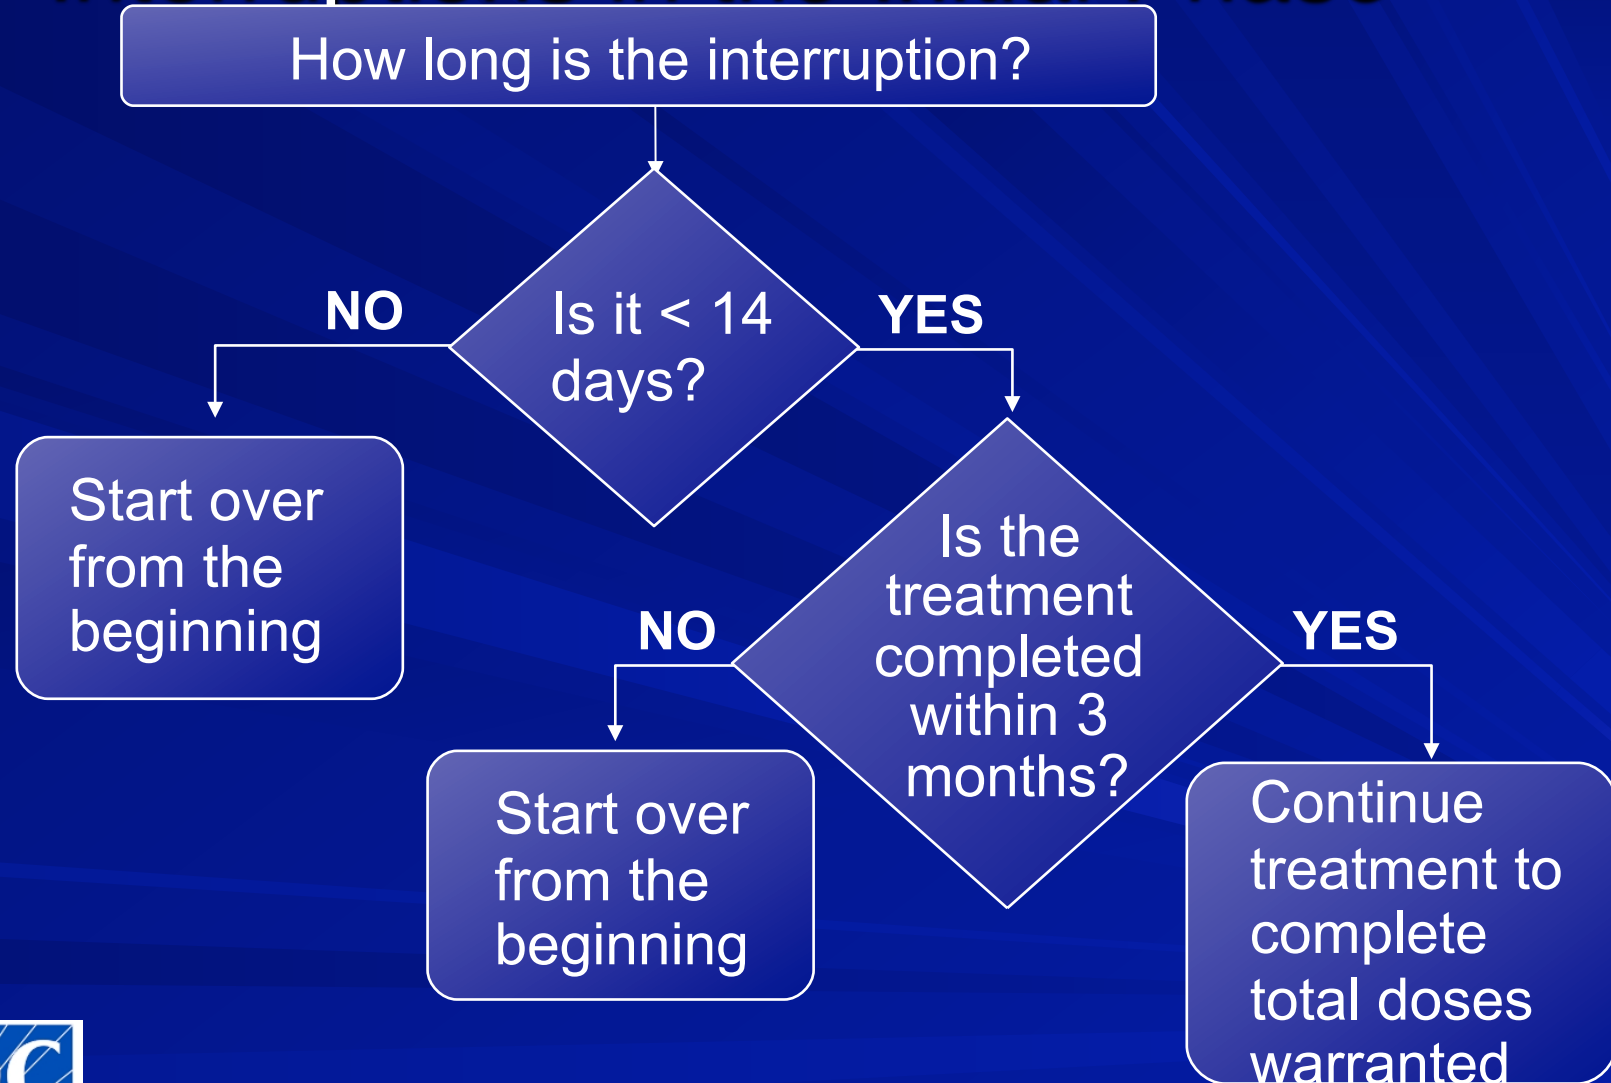 How long is the interruption?
NO
Is it < 14
days?
YES
Start over
from the
beginning
Is the
treatment
completed
within 3
months?
NO
YES
Start over
from the
beginning
Continue
treatment to
complete
total doses
warranted
C